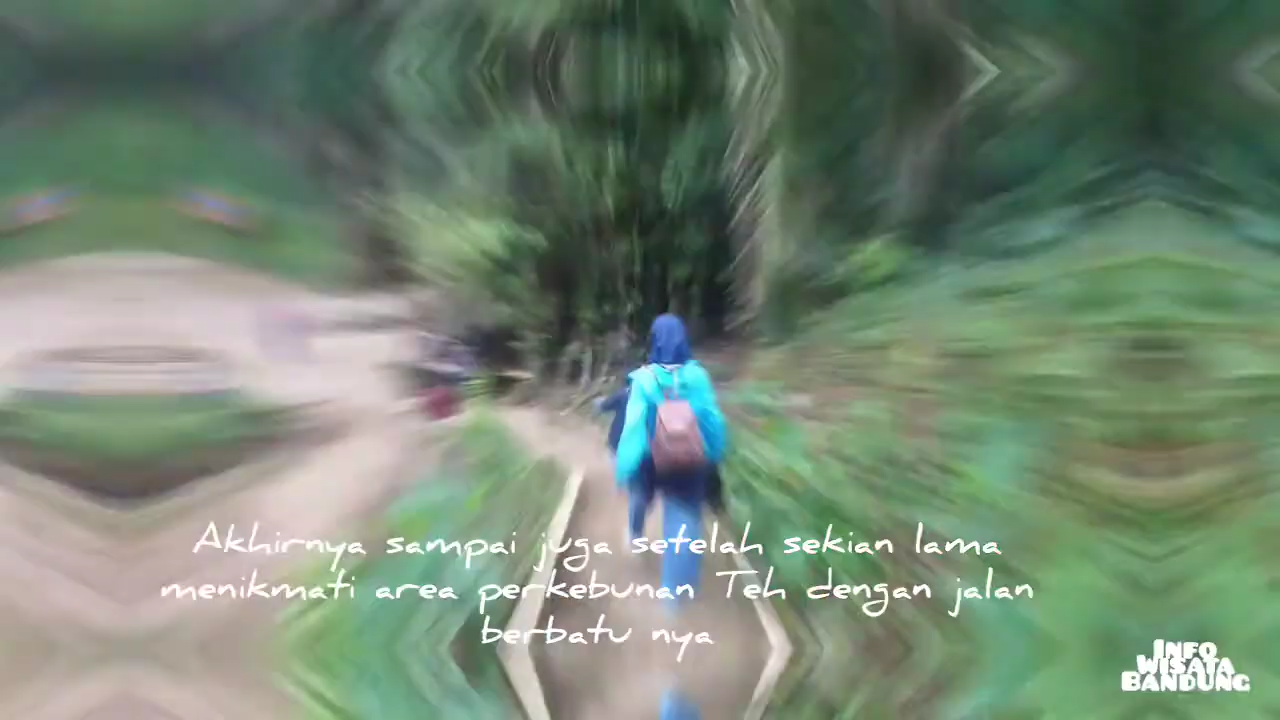 Akhirnya sampai juga setelah sekian lama
menikmati area perkebunan Teh dengan jalan
berbatu nya
INFO
WISATA
BANDUNG